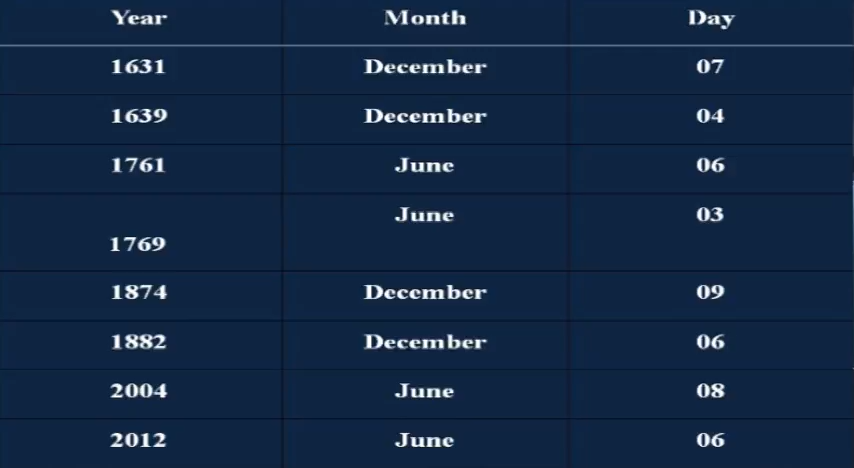 Year Month Day
1631 December 07
1639 December 04
1761 June 06
June 03
1769
1874 December 09
1882 December 06
2004 June 08
2012 June 06